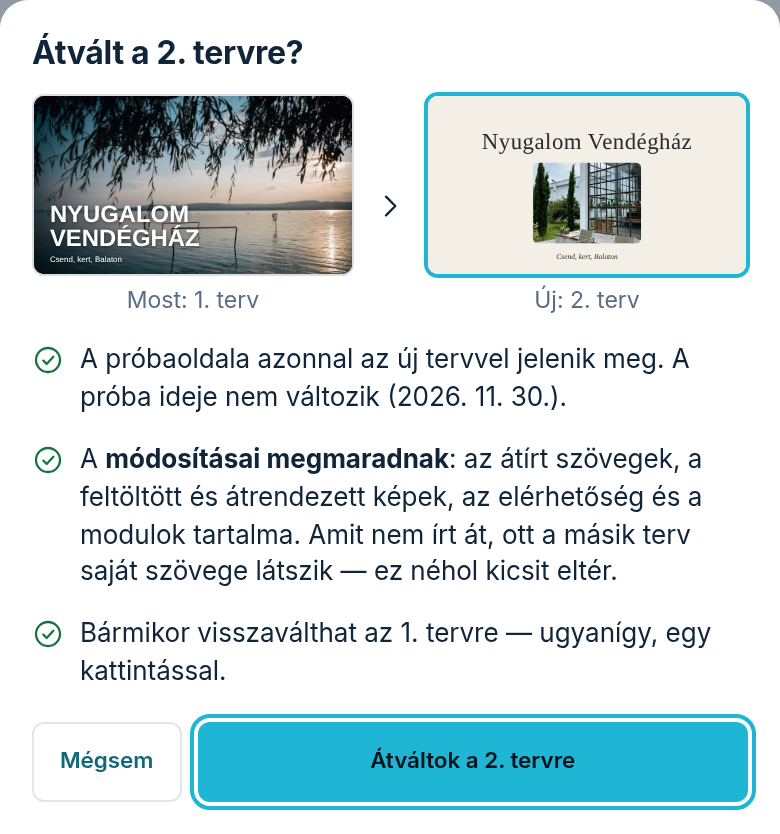 Átvált a 2. tervre?
NYUGALOM
VENDÉGHÁZ
Csend, kert, Balaton
Nyugalom Vendégház
Csend, kert, Balaton
Most: 1. terv
Új: 2. terv
A próbaoldala azonnal az új tervvel jelenik meg. A
próba ideje nem változik (2026. 11. 30.).
A módosításai megmaradnak: az átírt szövegek, a
feltöltött és átrendezett képek, az elérhetőség és a
modulok tartalma. Amit nem írt át, ott a másik terv
saját szövege látszik — ez néhol kicsit eltér.
Bármikor visszaválthat az 1. tervre — ugyanígy, egy
kattintással.
Mégsem
Átváltok a 2. tervre